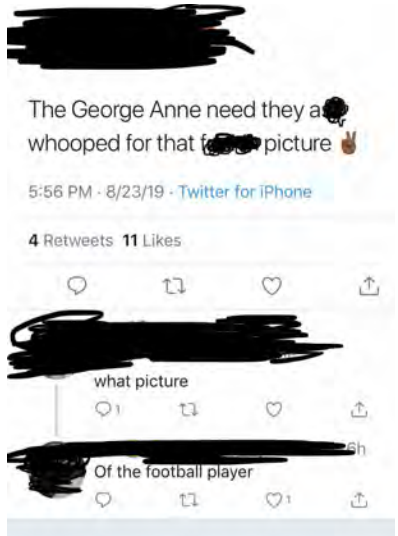 The George Anne need they a
whooped for that picture ✌🏾
5:56 PM · 8/23/19 · Twitter for iPhone
4 Retweets 11 Likes
what picture
1
6h
Of the football player
1